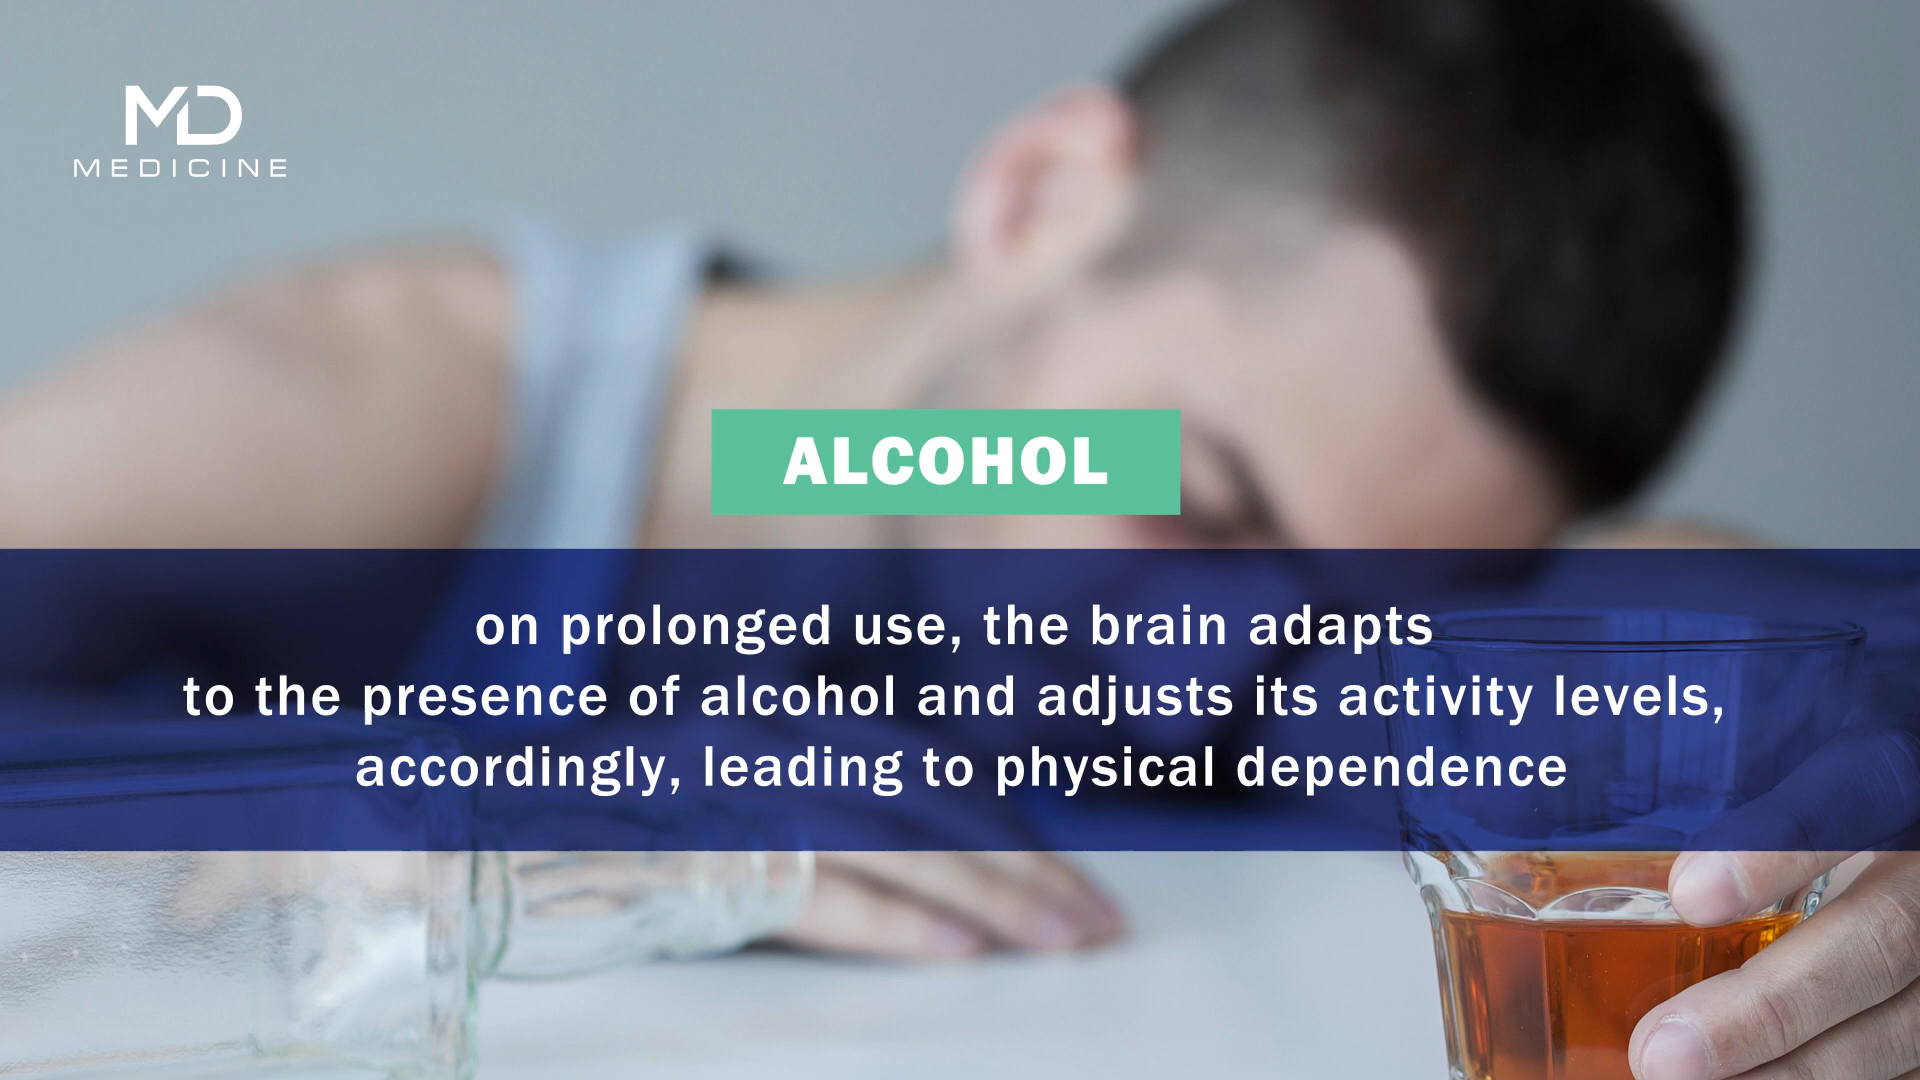 MD
MEDICINE
ALCOHOL
on prolonged use, the brain adapts
to the presence of alcohol and adjusts its activity levels,
accordingly, leading to physical dependence